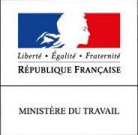 Liberté • Égalité • Fraternité
RÉPUBLIQUE FRANÇAISE
MINISTÈRE DU TRAVAIL